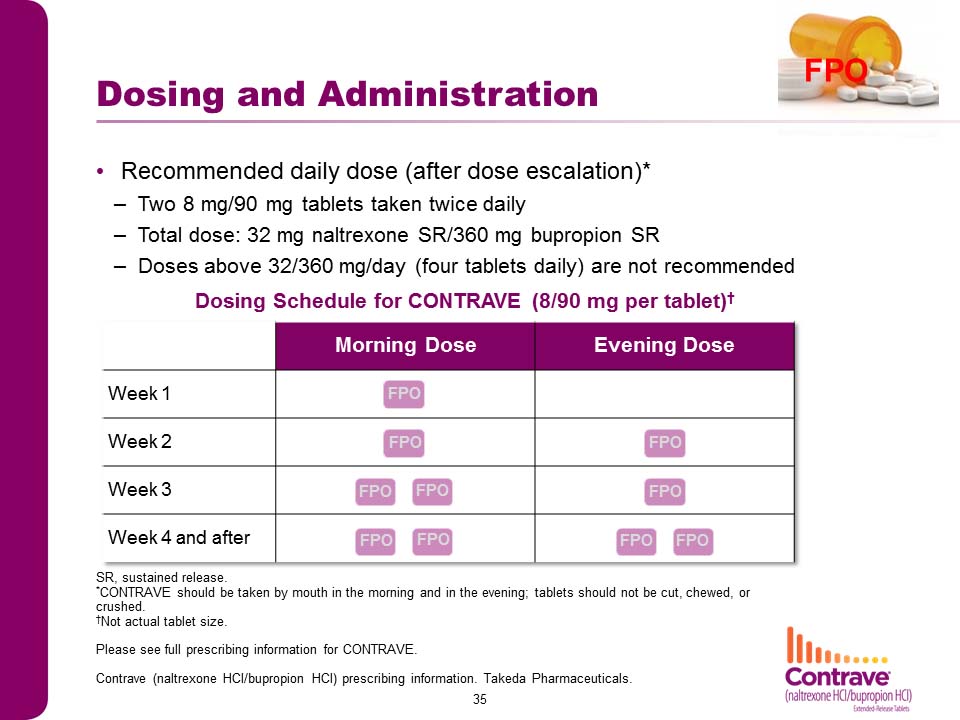 FPO
Dosing and Administration
• Recommended daily dose (after dose escalation)*
– Two 8 mg/90 mg tablets taken twice daily
– Total dose: 32 mg naltrexone SR/360 mg bupropion SR
– Doses above 32/360 mg/day (four tablets daily) are not recommended
Dosing Schedule for CONTRAVE (8/90 mg per tablet)†
Morning Dose Evening Dose
Week 1 FPO
Week 2 FPO FPO
Week 3 FPO FPO FPO
Week 4 and after FPO FPO FPO FPO
SR, sustained release.
*CONTRAVE should be taken by mouth in the morning and in the evening; tablets should not be cut, chewed, or
crushed.
†Not actual tablet size.
Please see full prescribing information for CONTRAVE.
Contrave (naltrexone HCl/bupropion HCl) prescribing information. Takeda Pharmaceuticals.
35
Contrave®
(naltrexone HCl/bupropion HCl)
Extended-Release Tablets